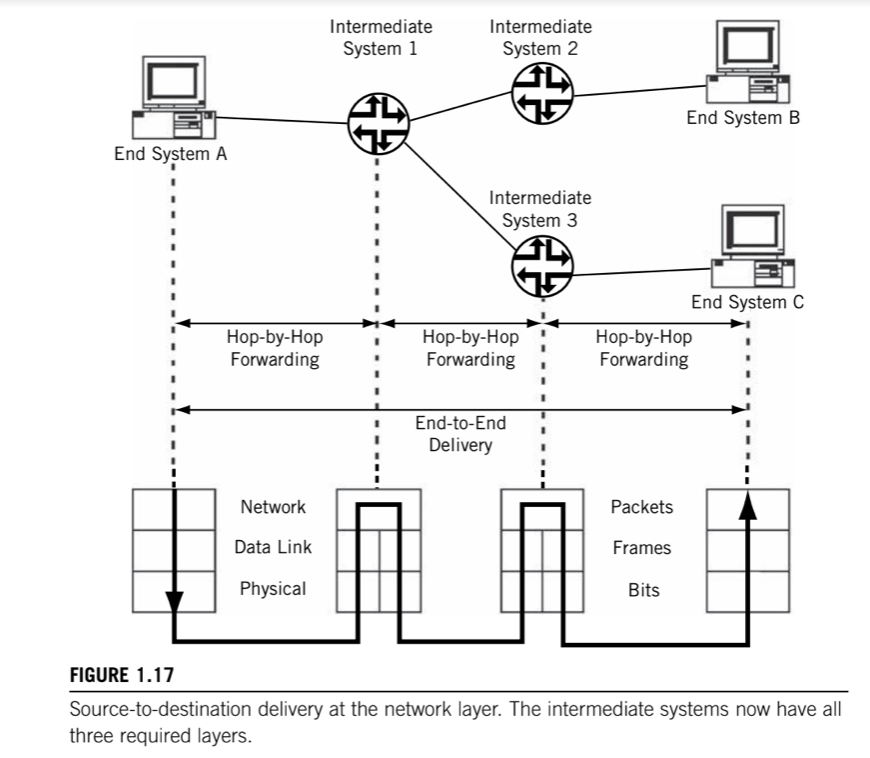 Intermediate
System 1
Intermediate
System 2
End System A
End System B
Intermediate
System 3
End System C
Hop-by-Hop
Forwarding
Hop-by-Hop
Forwarding
Hop-by-Hop
Forwarding
End-to-End
Delivery
Network
Packets
Data Link
Frames
Physical
Bits
FIGURE 1.17
Source-to-destination delivery at the network layer. The intermediate systems now have all
three required layers.